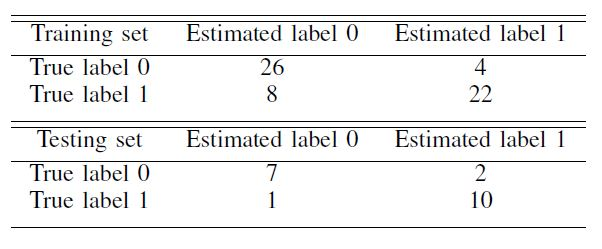 Training set Estimated label 0 Estimated label 1
True label 0 26 4
True label 1 8 22
Testing set Estimated label 0 Estimated label 1
True label 0 7 2
True label 1 1 10